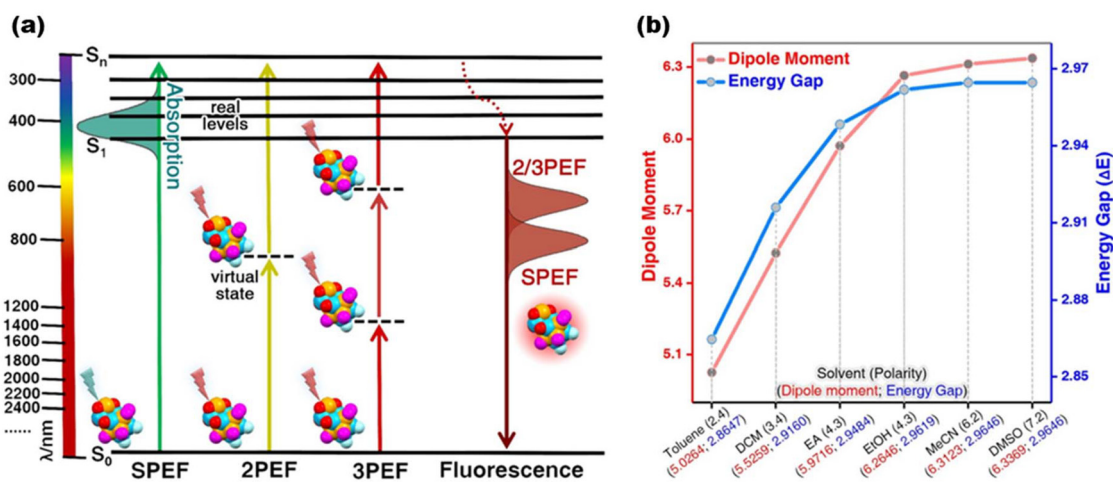 (a)
Sn
300
400
S1
600
800
1200
1400
1600
1800
2000
2200
2400
......
λ/nm
S0
Absorption
real
levels
virtual
state
2/3PEF
SPEF
SPEF
2PEF
3PEF
Fluorescence
(b)
Dipole Moment
Energy Gap
6.3
6.0
5.7
5.4
5.1
Dipole Moment
2.97
2.94
2.91
2.88
2.85
Energy Gap (ΔE)
Solvent (Polarity)
(Dipole moment; Energy Gap)
Toluene (2.4)
(5.0264; 2.8647)
DCM (3.4)
(5.5259; 2.9160)
EA (4.3)
(5.9716; 2.9484)
EtOH (4.3)
(6.2646; 2.9619)
MeCN (6.2)
(6.3123; 2.9646)
DMSO (7.2)
(6.3369; 2.9646)